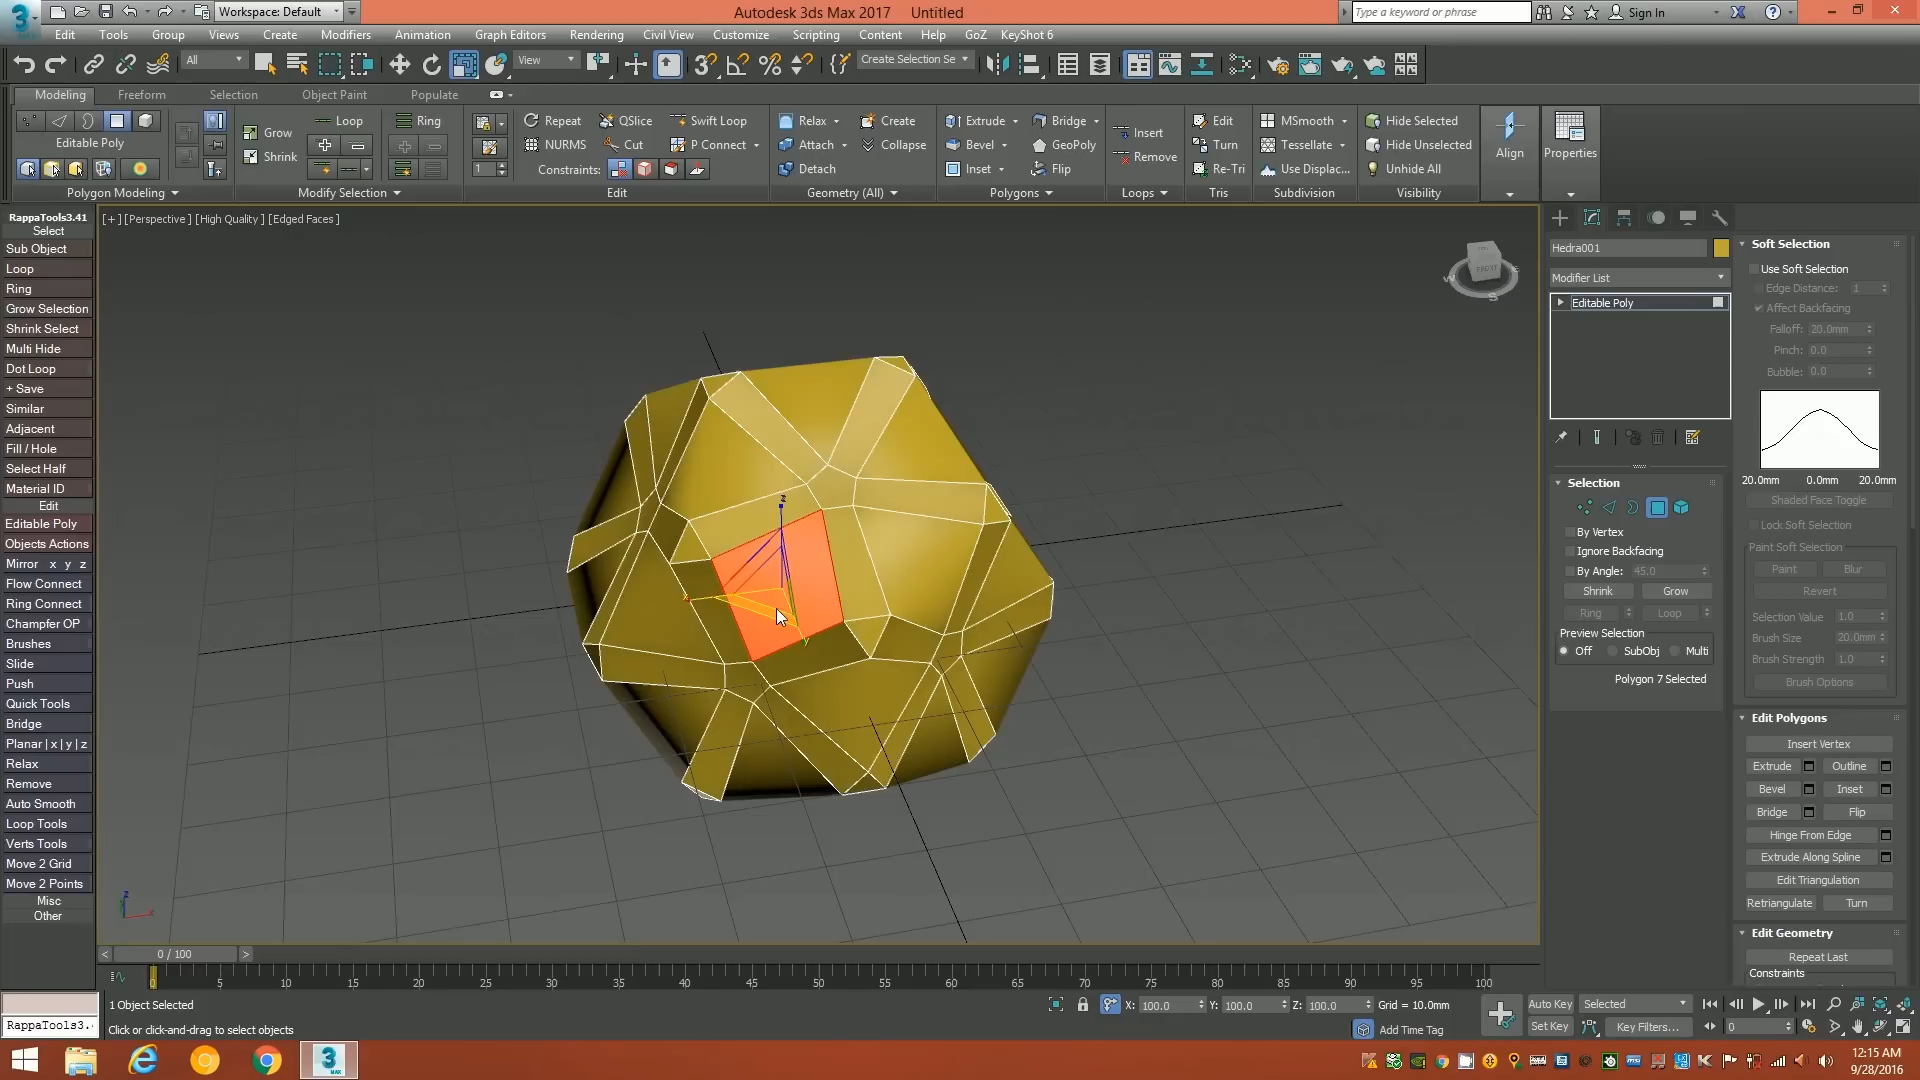 Workspace: Default
Autodesk 3ds Max 2017 Untitled
Type a keyword or phrase
Sign In
Edit Tools Group Views Create Modifiers Animation Graph Editors Rendering Civil View Customize Scripting Content Help GoZ KeyShot 6
All View Create Selection Se
Modeling Freeform Selection Object Paint Populate
Loop Ring Repeat QSlice Swift Loop Relax Create Extrude Bridge Edit MSmooth Hide Selected
Grow
Insert
Editable Poly NURMS Cut P Connect Attach Collapse Bevel GeoPoly Turn Tessellate Hide Unselected
Shrink Remove Align Properties
1 Constraints: Detach Inset Flip Re-Tri Use Displac... Unhide All
Polygon Modeling Modify Selection Edit Geometry (All) Polygons Loops Tris Subdivision Visibility
RappaTools3.41
Select
Sub Object
Loop
Ring
Grow Selection
Shrink Select
Multi Hide
Dot Loop
+ Save
Similar
Adjacent
Fill / Hole
Select Half
Material ID
Edit
Editable Poly
Objects Actions
Mirror x y z
Flow Connect
Ring Connect
Champfer OP
Brushes
Slide
Push
Quick Tools
Bridge
Planar | x | y | z
Relax
Remove
Auto Smooth
Loop Tools
Verts Tools
Move 2 Grid
Move 2 Points
Misc
Other
[+] [Perspective] [High Quality] [Edged Faces]
FRONT
W
S
z
x
y
z
x
Hedra001
Modifier List
Editable Poly
Selection
By Vertex
Ignore Backfacing
By Angle: 45.0
Shrink Grow
Ring Loop
Preview Selection
Off SubObj Multi
Polygon 7 Selected
Soft Selection
Use Soft Selection
Edge Distance: 1
Affect Backfacing
Falloff: 20.0mm
Pinch: 0.0
Bubble: 0.0
20.0mm 0.0mm 20.0mm
Shaded Face Toggle
Lock Soft Selection
Paint Soft Selection
Paint Blur
Revert
Selection Value 1.0
Brush Size 20.0mm
Brush Strength 1.0
Brush Options
Edit Polygons
Insert Vertex
Extrude Outline
Bevel Inset
Bridge Flip
Hinge From Edge
Extrude Along Spline
Edit Triangulation
Retriangulate Turn
Edit Geometry
Repeat Last
Constraints
0 / 100
0 5 10 15 20 25 30 35 40 45 50 55 60 65 70 75 80 85 90 95 100
1 Object Selected X: 100.0 Y: 100.0 Z: 100.0 Grid = 10.0mm Auto Key Selected
RappaTools3. Click or click-and-drag to select objects Add Time Tag Set Key Key Filters... 0
3
MAX
12:15 AM
9/28/2016